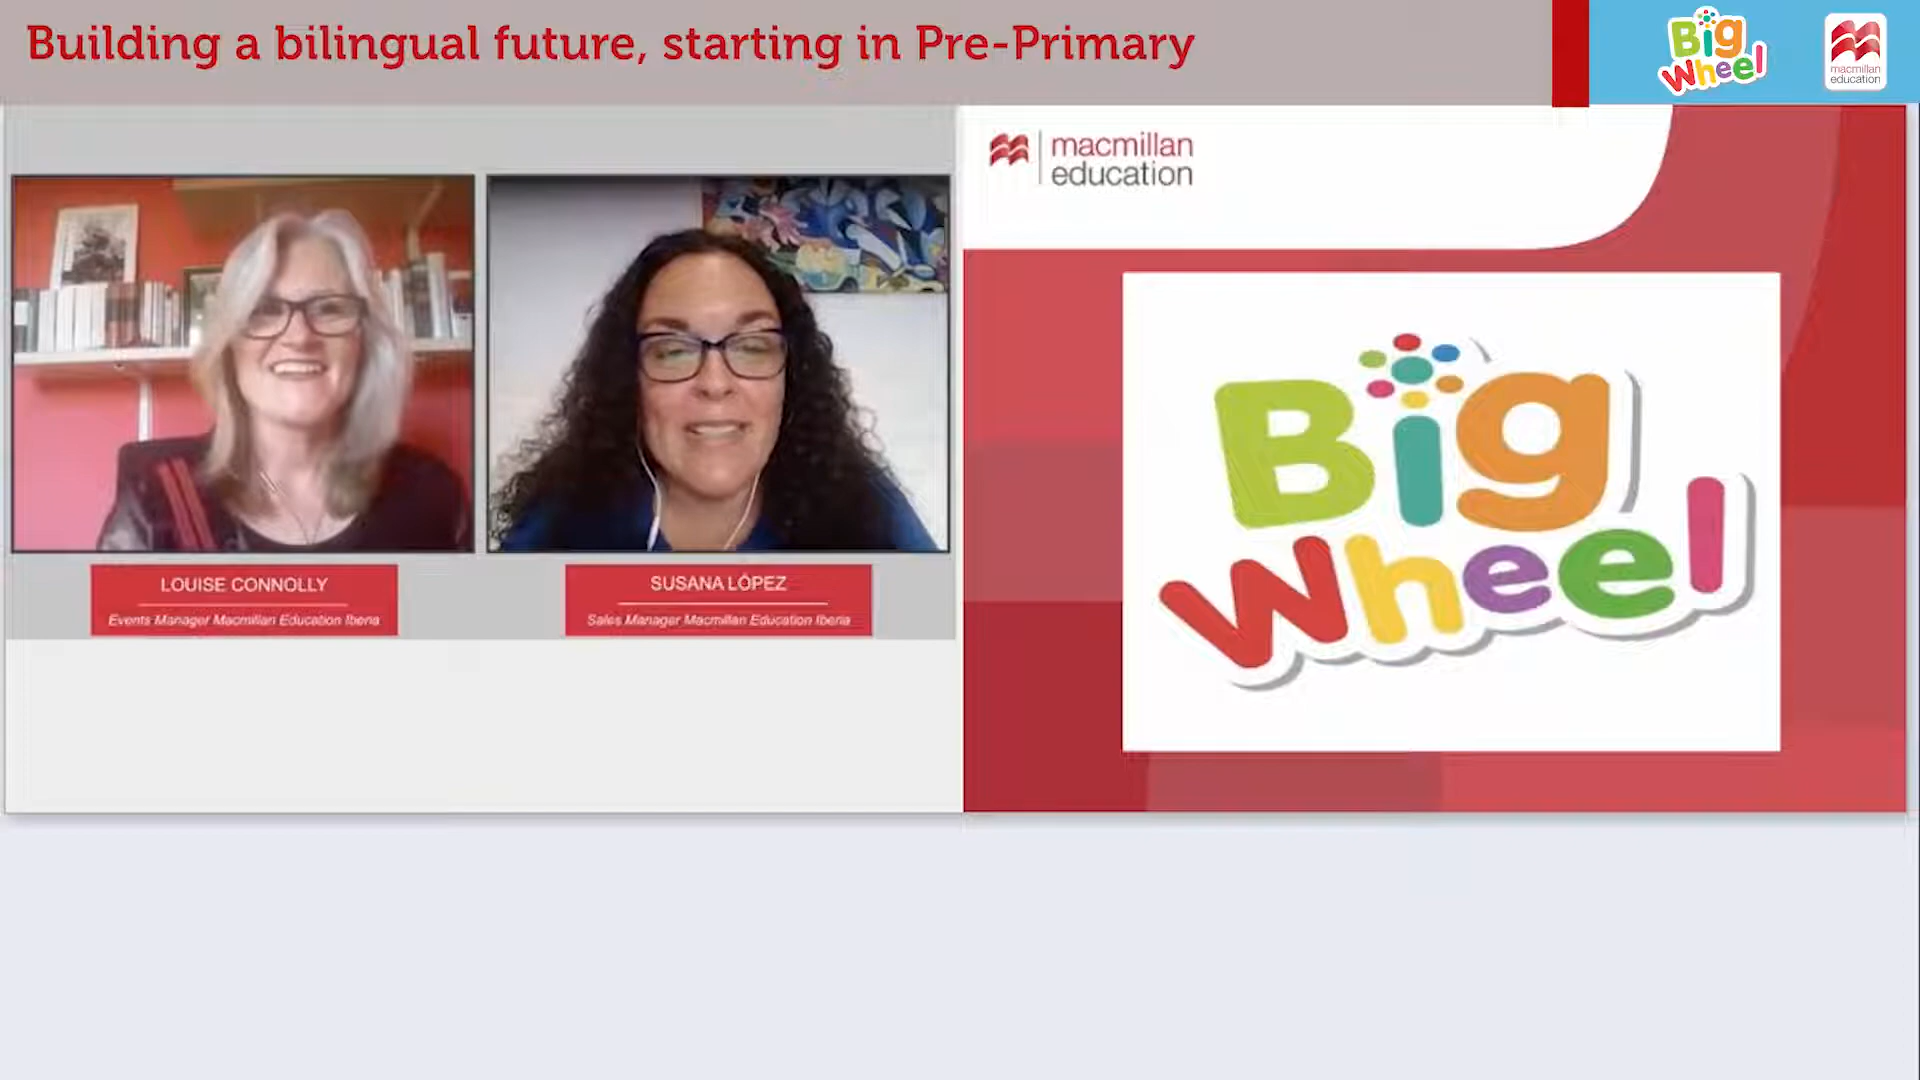 Building a bilingual future, starting in Pre-Primary
Big
Wheel
macmillan
education
macmillan
education
LOUISE CONNOLLY
Events Manager Macmillan Education Iberia
SUSANA LÓPEZ
Sales Manager Macmillan Education Iberia
Big
Wheel